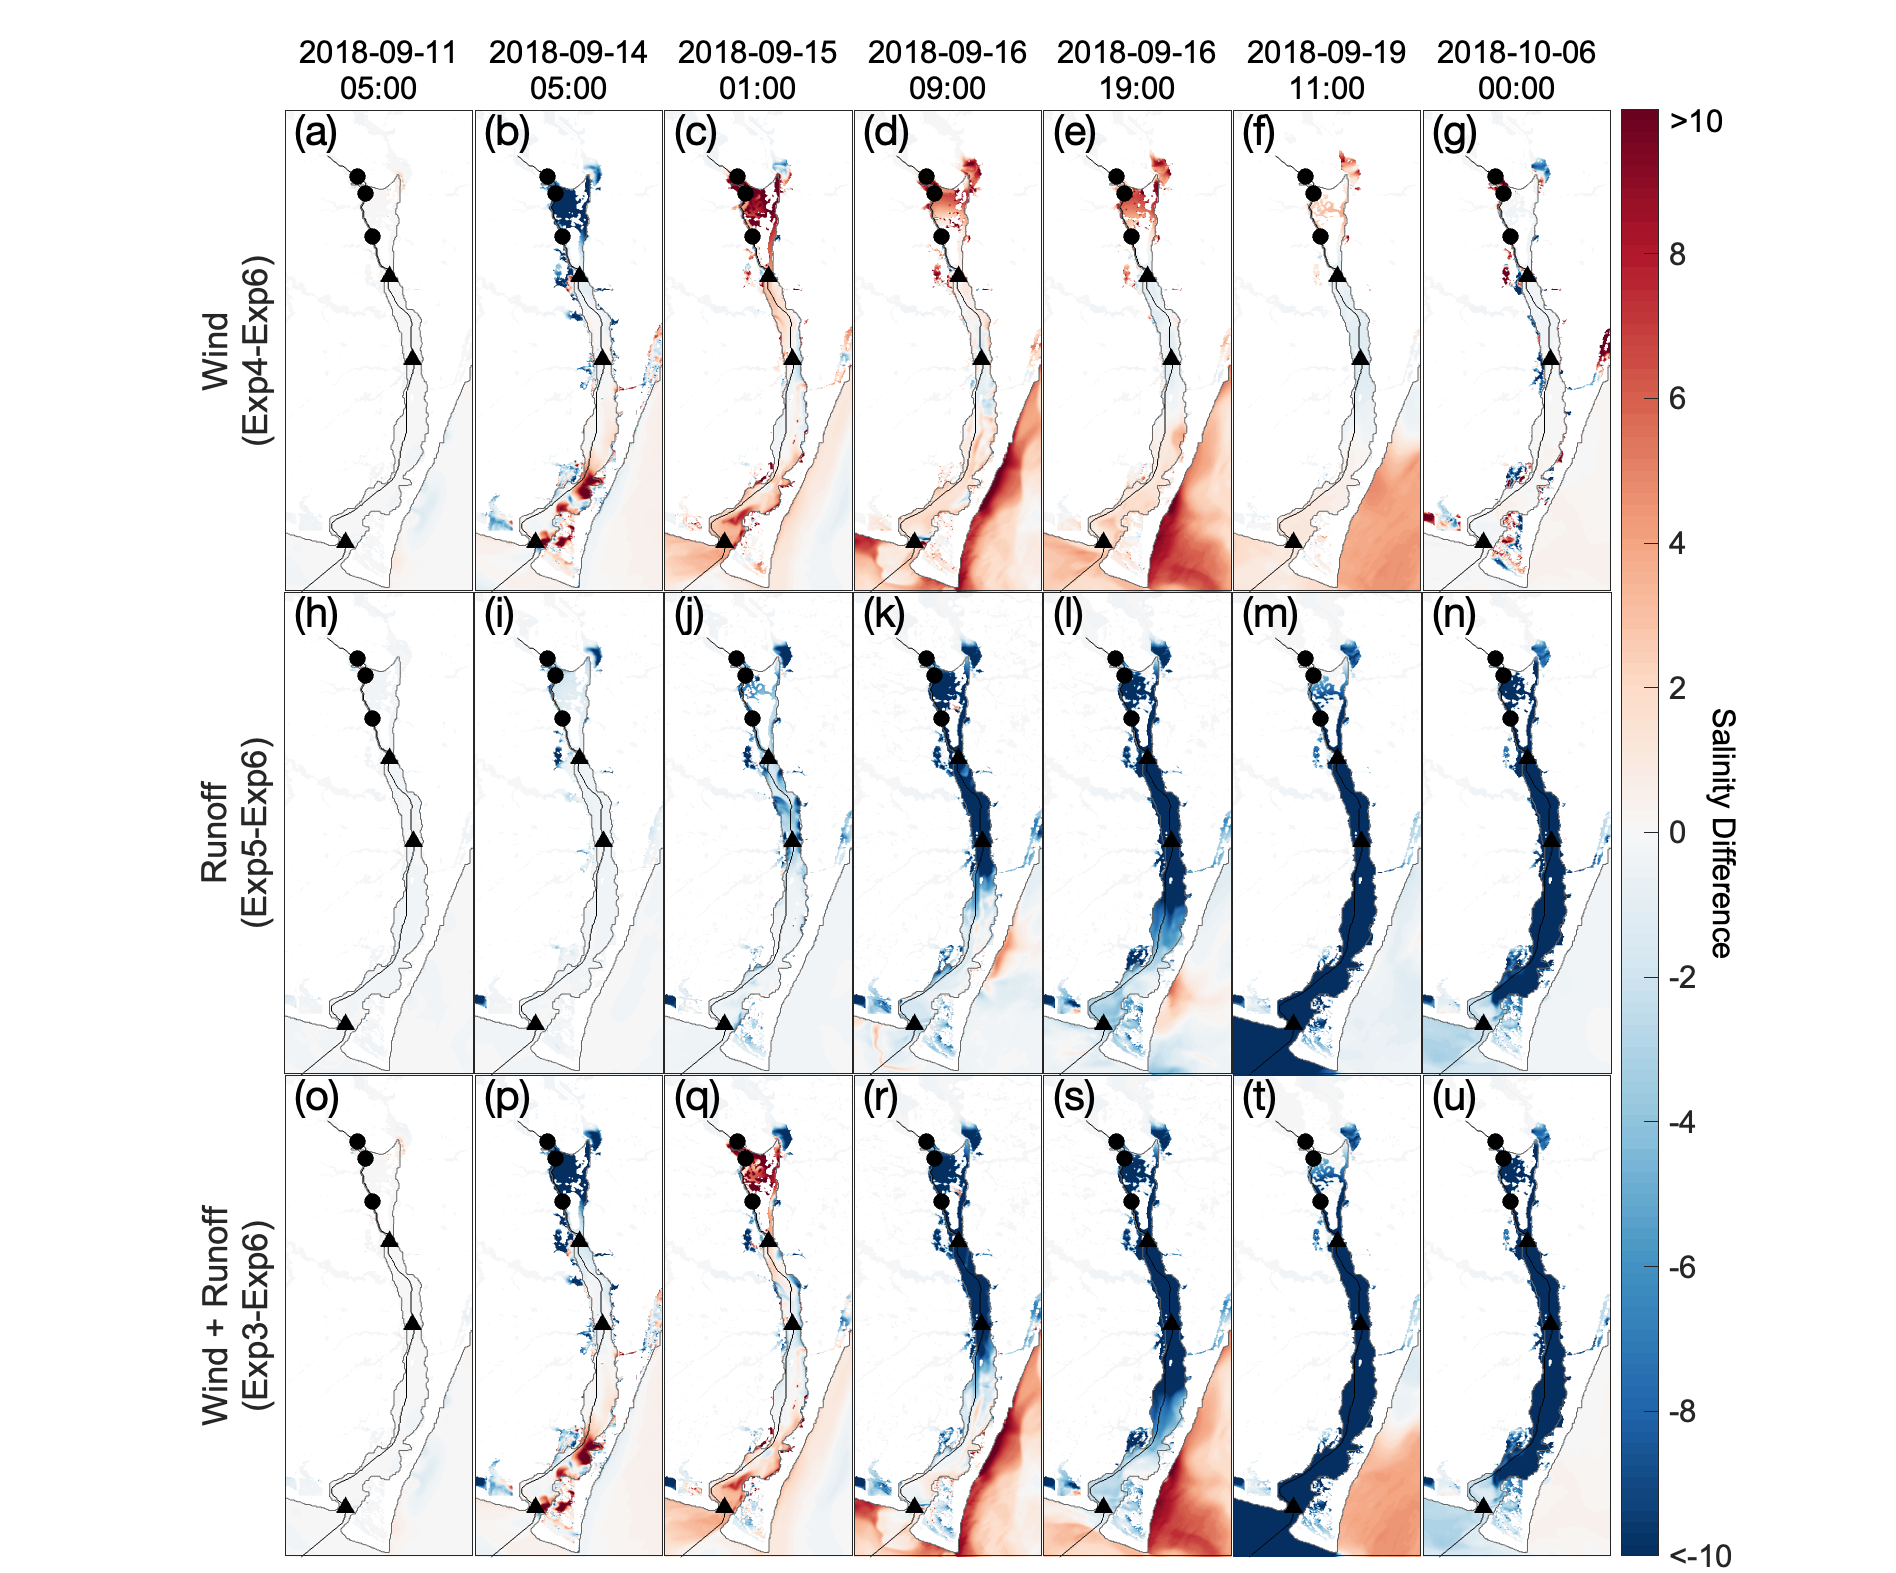 2018-09-11 2018-09-14 2018-09-15 2018-09-16 2018-09-16 2018-09-19 2018-10-06
05:00 05:00 01:00 09:00 19:00 11:00 00:00
(a) (b) (c) (d) (e) (f) (g)
Wind
(Exp4-Exp6)
(h) (i) (j) (k) (l) (m) (n)
Runoff
(Exp5-Exp6)
(o) (p) (q) (r) (s) (t) (u)
Wind + Runoff
(Exp3-Exp6)
>10
8
6
4
2
0
-2
-4
-6
-8
<-10
Salinity Difference